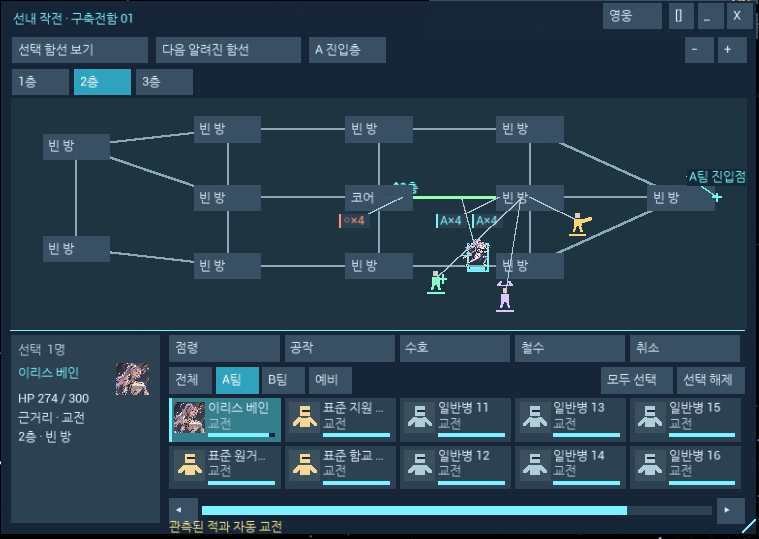 선내 작전 · 구축전함 01
영웅
[]
_
X
선택 함선 보기
다음 알려진 함선
A 진입층
-
+
1층
2층
3층
빈 방
빈 방
빈 방
빈 방
A팀 진입점
빈 방
코어
빈 방
빈 방
○×4
A×4
A×4
빈 방
빈 방
빈 방
빈 방
선택 1명
이리스 베인
HP 274 / 300
근거리 · 교전
2층 · 빈 방
점령
공작
수호
철수
취소
전체
A팀
B팀
예비
모두 선택
선택 해제
이리스 베인
교전
표준 지원 ...
교전
일반병 11
교전
일반병 13
교전
일반병 15
교전
표준 원거...
교전
표준 함교 ...
교전
일반병 12
교전
일반병 14
교전
일반병 16
교전
관측된 적과 자동 교전